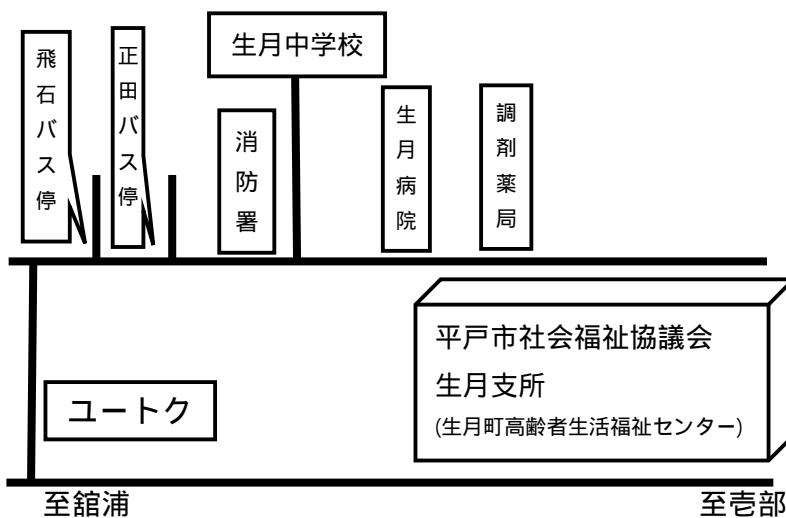 飛石バス停
正田バス停
生月中学校
消防署
生月病院
調剤薬局
平戸市社会福祉協議会
生月支所
(生月町高齢者生活福祉センター)
ユートク
至舘浦
至壱部